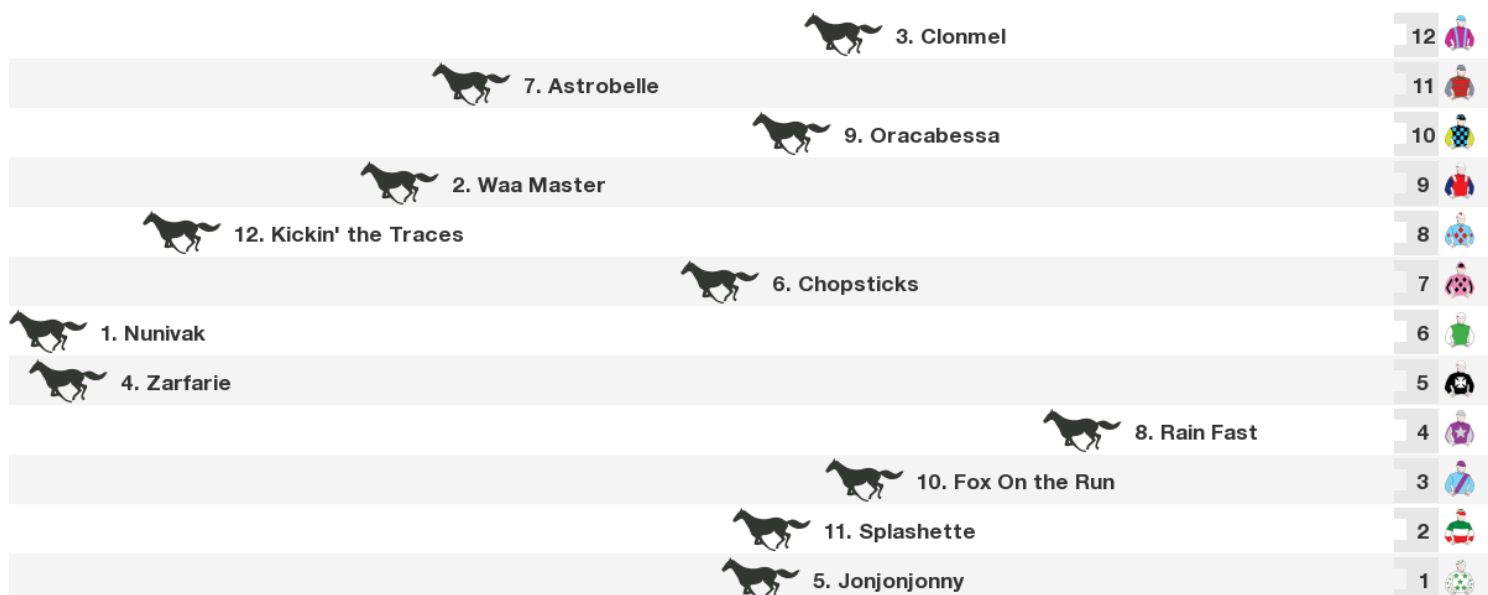 3. Clonmel 12
7. Astrobelle 11
9. Oracabessa 10
2. Waa Master 9
12. Kickin' the Traces 8
6. Chopsticks 7
1. Nunivak 6
4. Zarfarie 5
8. Rain Fast 4
10. Fox On the Run 3
11. Splashette 2
5. Jonjonjonny 1